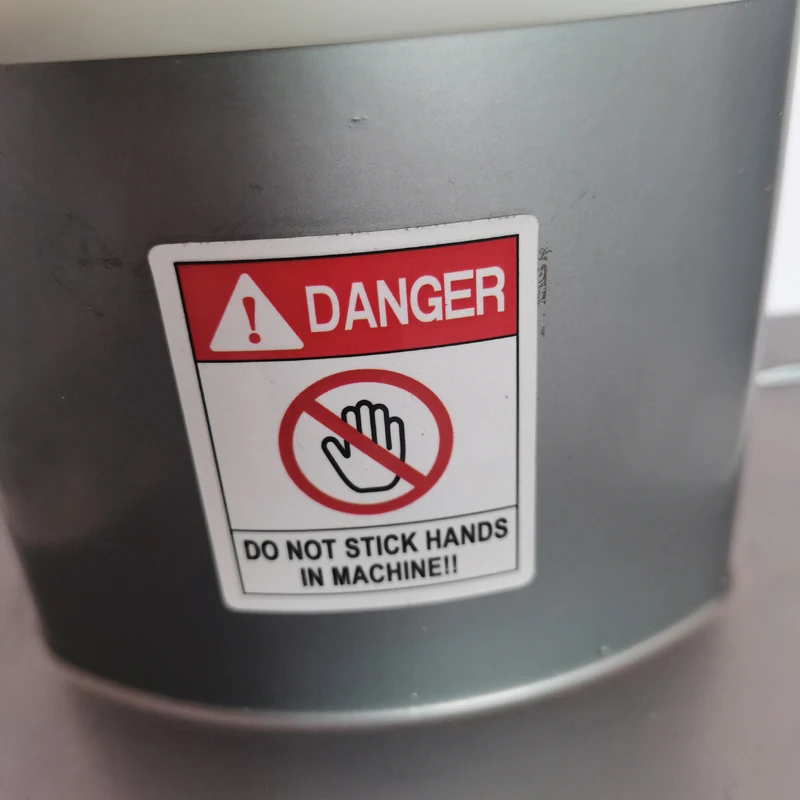 DANGER
DO NOT STICK HANDS
IN MACHINE!!